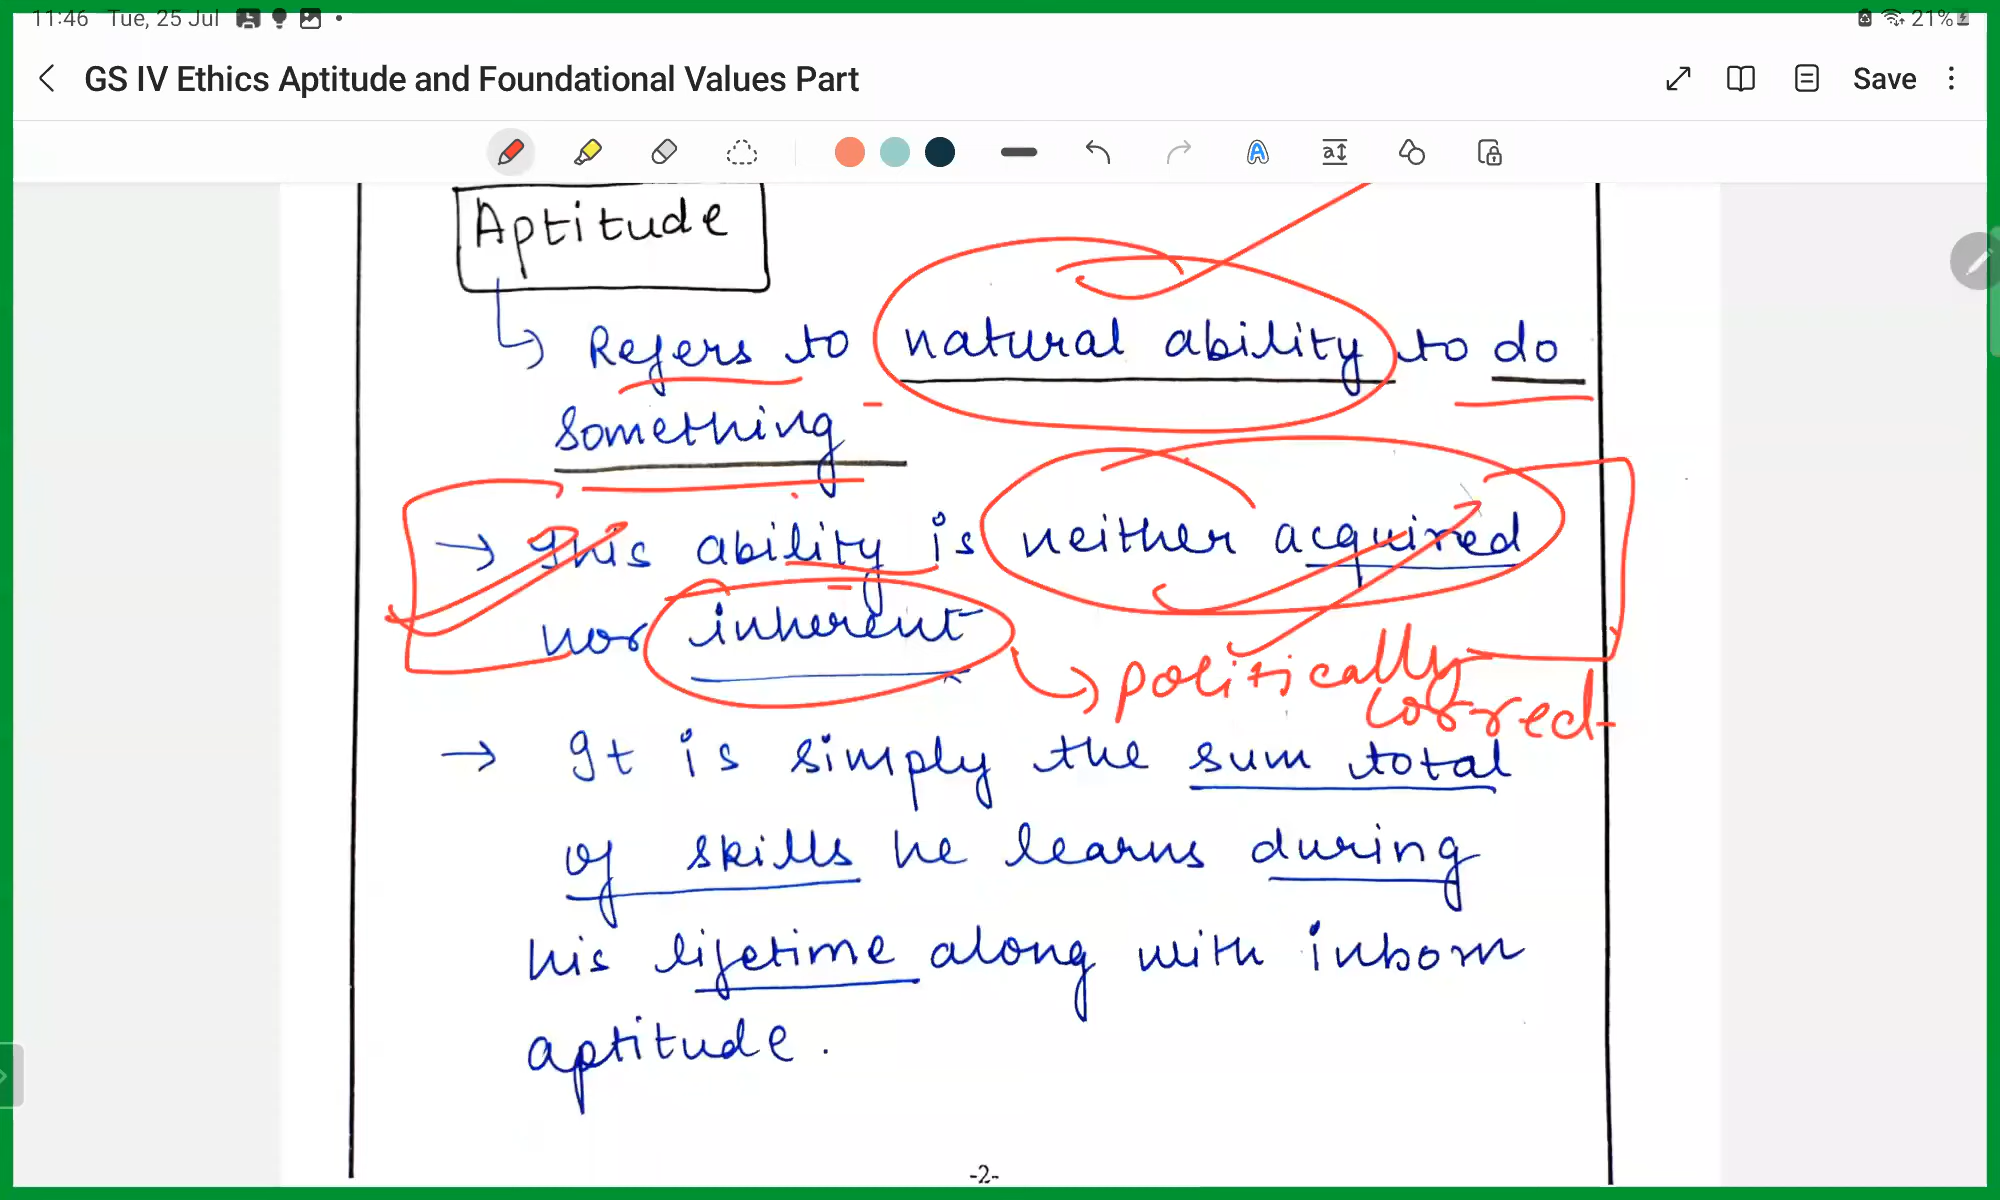 11:46 Tue, 25 Jul 21%
GS IV Ethics Aptitude and Foundational Values Part Save
Aptitude
Refers to natural ability to do
something
→ This ability is neither acquired
nor inherent
politically
correct
→ It is simply the sum total
of skills he learns during
his lifetime along with inborn
aptitude.
-2-